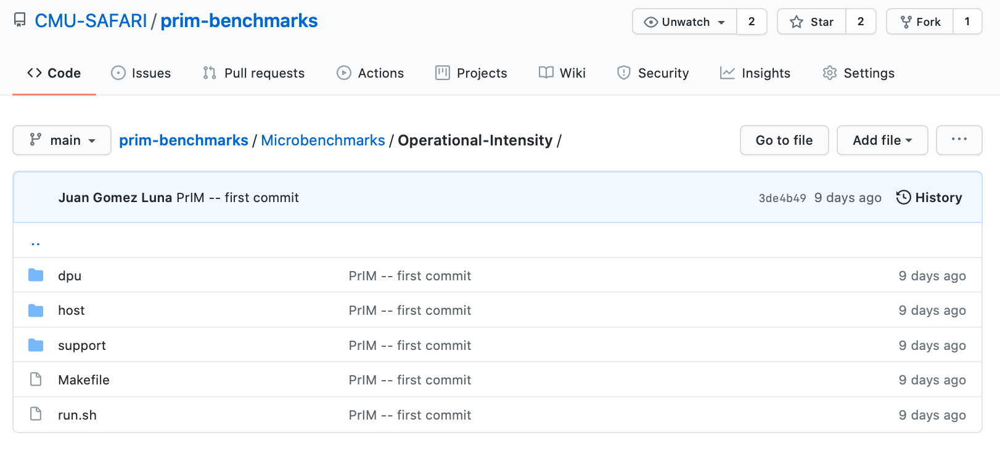 CMU-SAFARI / prim-benchmarks Unwatch 2 Star 2 Fork 1
Code Issues Pull requests Actions Projects Wiki Security Insights Settings
main prim-benchmarks / Microbenchmarks / Operational-Intensity / Go to file Add file ...
Juan Gomez Luna PrIM -- first commit 3de4b49 9 days ago History
..
dpu PrIM -- first commit 9 days ago
host PrIM -- first commit 9 days ago
support PrIM -- first commit 9 days ago
Makefile PrIM -- first commit 9 days ago
run.sh PrIM -- first commit 9 days ago